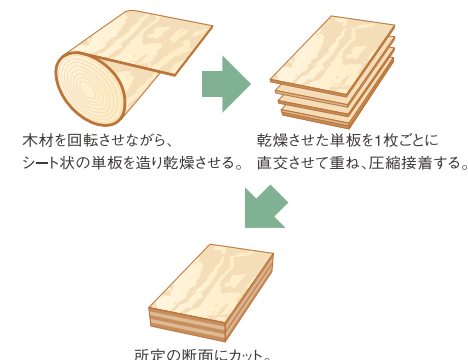 木材を回転させながら、
シート状の単板を造り乾燥させる。
乾燥させた単板を1枚ごとに
直交させて重ね、圧縮接着する。
所定の断面にカット。